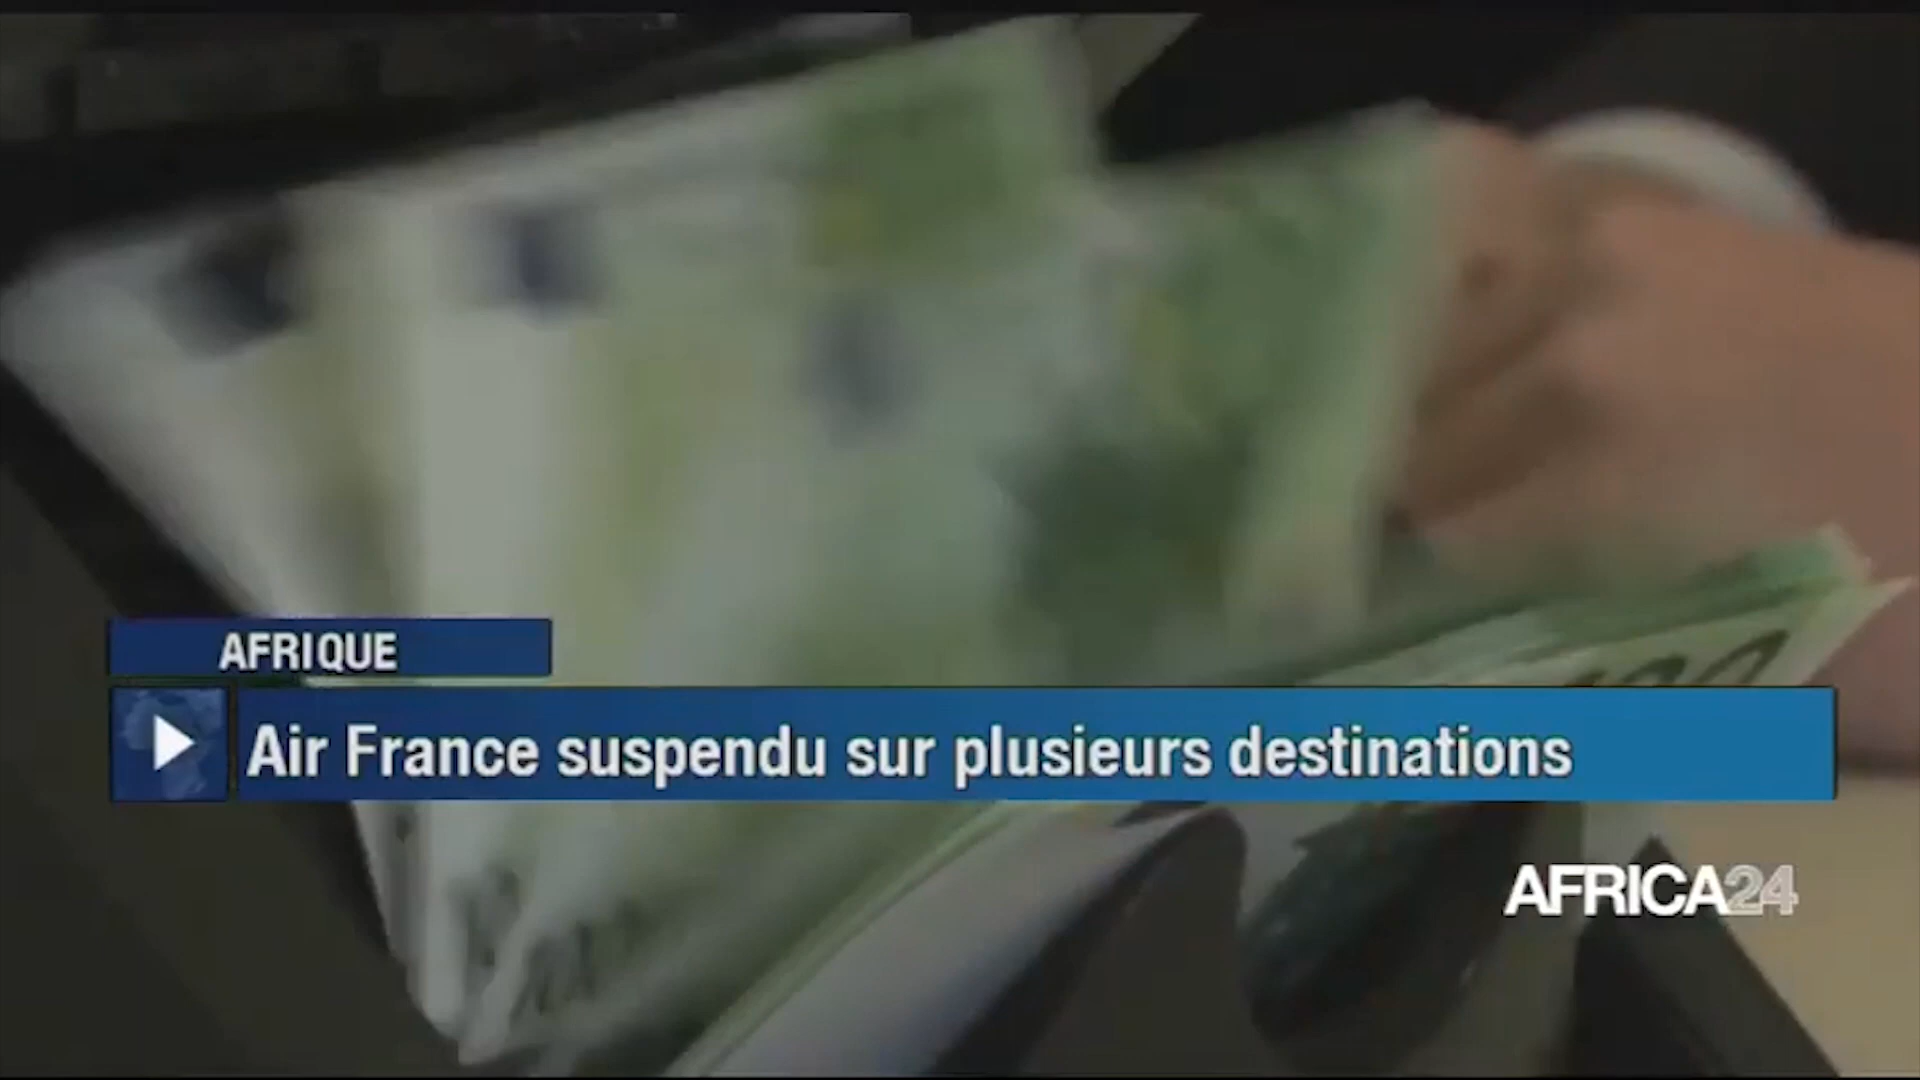 AFRIQUE
Air France suspendu sur plusieurs destinations
AFRICA24